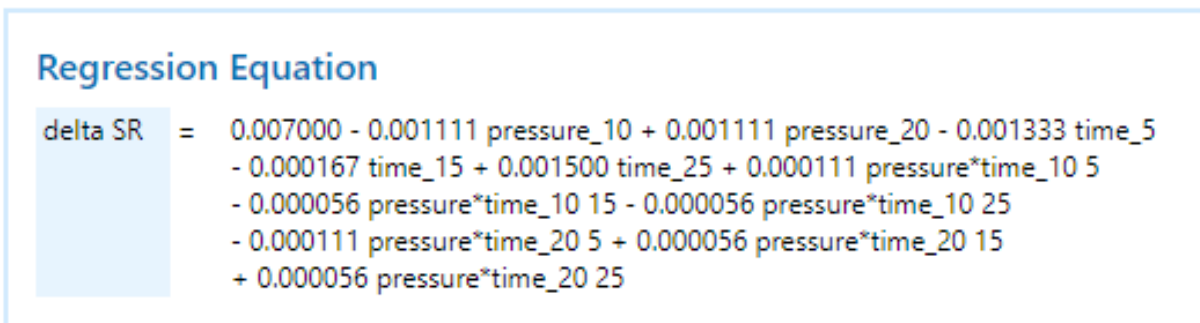 Regression Equation
delta SR = 0.007000 - 0.001111 pressure_10 + 0.001111 pressure_20 - 0.001333 time_5
- 0.000167 time_15 + 0.001500 time_25 + 0.000111 pressure*time_10 5
- 0.000056 pressure*time_10 15 - 0.000056 pressure*time_10 25
- 0.000111 pressure*time_20 5 + 0.000056 pressure*time_20 15
+ 0.000056 pressure*time_20 25